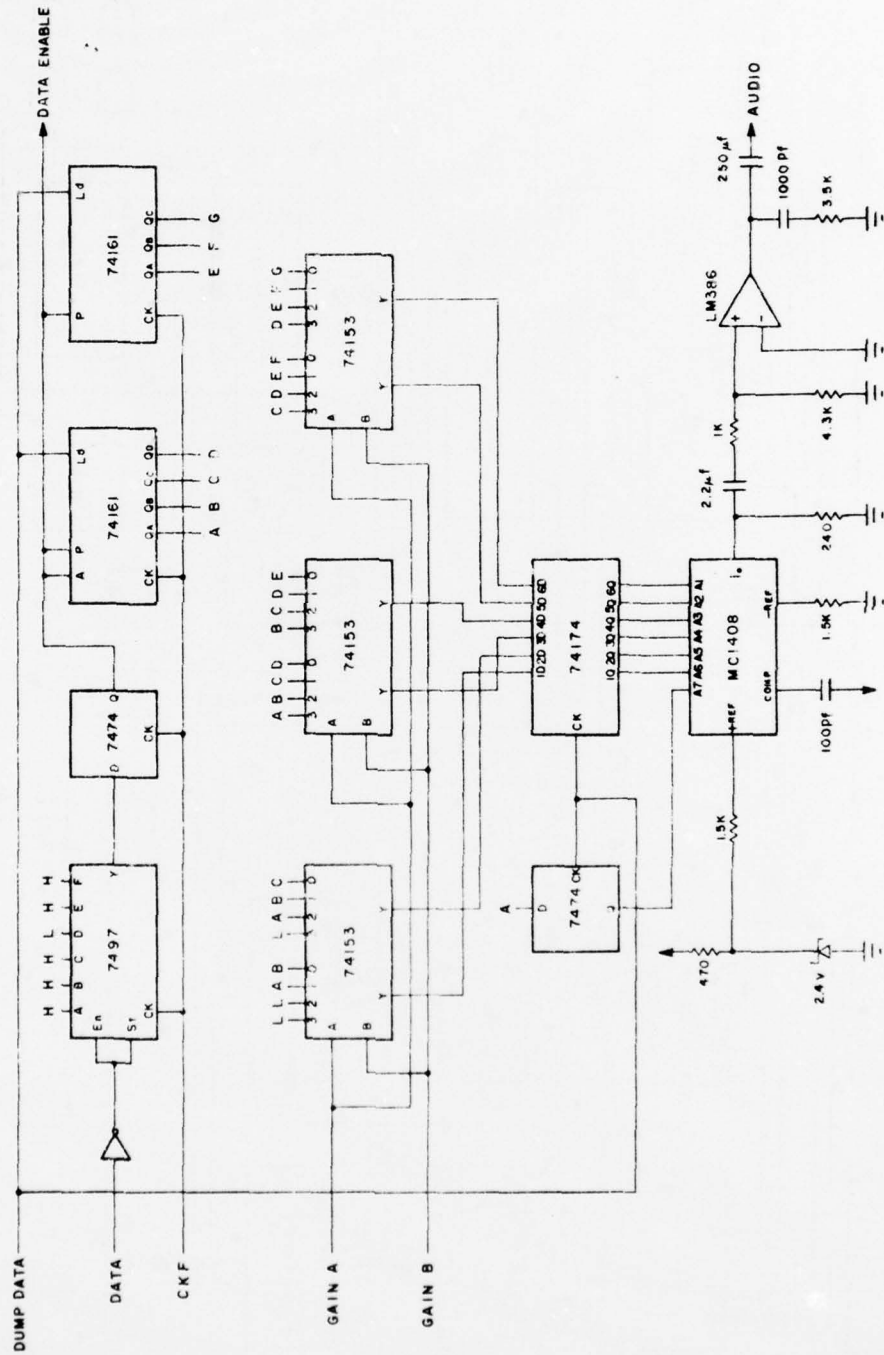 DUMP DATA
DATA ENABLE
DATA
CKF
H H H H L H H
A B C D E F
En
St
7497
Y
CK
D
7474
Q
CK
A P Ld
74161
CK QA QB CC QD
A B C D
P Ld
74161
CK QA QB QC
E F G
GAIN A
GAIN B
L L A B L A B C
3 2 1 0 3 2 1 0
A
B
74153
Y Y
A B C D B C D E
3 2 1 0 3 2 1 0
A
B
74153
Y Y
C D E F D E F G
3 2 1 0 3 2 1 0
A
B
74153
Y Y
A
D
7474
CK
Q
1D 2D 3D 4D 5D 6D
CK
74174
1Q 2Q 3Q 4Q 5Q 6Q
A7 A6 A5 A4 A3 A2 A1
MC1408
+REF
COMP
-REF
io
470
2.4 V
1.5K
100PF
1.5K
240
2.2µf
1K
4.3K
LM386
+
-
250 µf
AUDIO
1000 Pf
3.5K